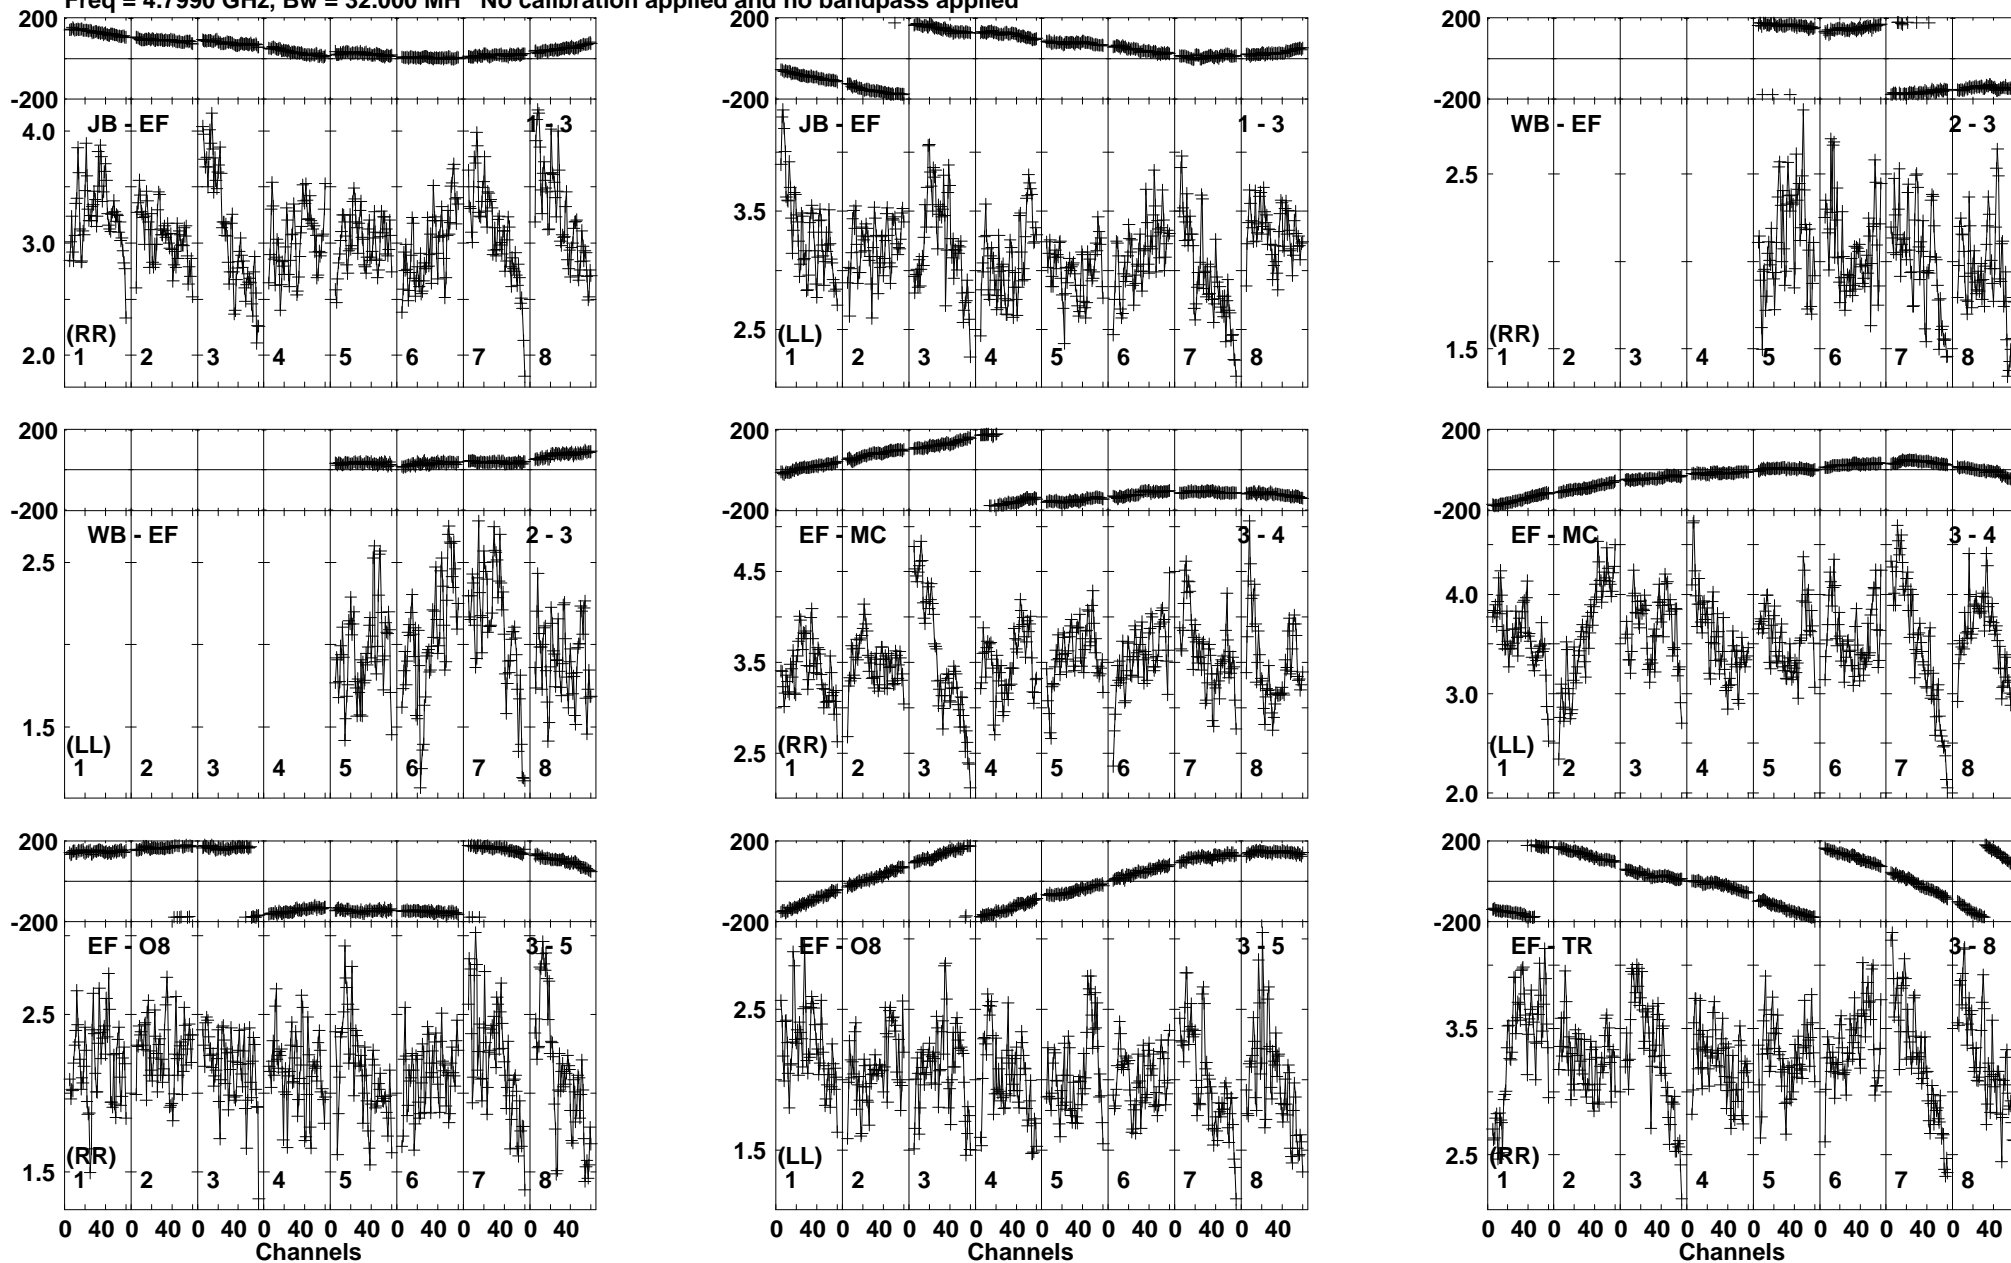 Freq = 4.7990 GHz, Bw = 32.000 MH No calibration applied and no bandpass applied
200
-200
4.0
3.0
2.0
JB - EF
1 - 3
(RR)
1 2 3 4 5 6 7 8
200
-200
3.5
2.5
JB - EF
1 - 3
(LL)
1 2 3 4 5 6 7 8
200
-200
2.5
1.5
WB - EF
2 - 3
(RR)
1 2 3 4 5 6 7 8
200
-200
2.5
1.5
WB - EF
2 - 3
(LL)
1 2 3 4 5 6 7 8
200
-200
4.5
3.5
2.5
EF - MC
3 - 4
(RR)
1 2 3 4 5 6 7 8
200
-200
4.0
3.0
2.0
EF - MC
3 - 4
(LL)
1 2 3 4 5 6 7 8
200
-200
2.5
1.5
EF - O8
3 - 5
(RR)
1 2 3 4 5 6 7 8
0 40 0 40 0 40 0 40 0 40 0 40 0 40 0 40
Channels
200
-200
2.5
1.5
EF - O8
3 - 5
(LL)
1 2 3 4 5 6 7 8
0 40 0 40 0 40 0 40 0 40 0 40 0 40 0 40
Channels
200
-200
3.5
2.5
EF - TR
3 - 8
(RR)
1 2 3 4 5 6 7 8
0 40 0 40 0 40 0 40 0 40 0 40 0 40 0 40
Channels